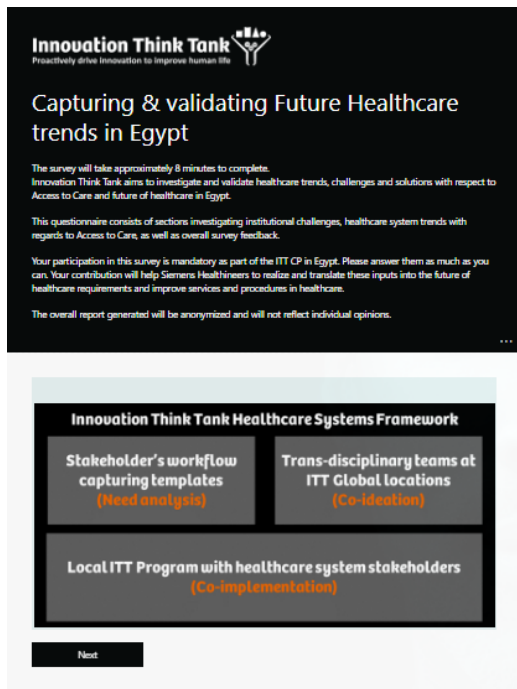 Innovation Think Tank
Proactively drive innovation to improve human life
Capturing & validating Future Healthcare
trends in Egypt
The survey will take approximately 8 minutes to complete.
Innovation Think Tank aims to investigate and validate healthcare trends, challenges and solutions with respect to
Access to Care and future of healthcare in Egypt.
This questionnaire consists of sections investigating institutional challenges, healthcare system trends with
regards to Access to Care, as well as overall survey feedback.
Your participation in this survey is mandatory as part of the ITT CP in Egypt. Please answer them as much as you
can. Your contribution will help Siemens Healthineers to realize and translate these inputs into the future of
healthcare requirements and improve services and procedures in healthcare.
The overall report generated will be anonymized and will not reflect individual opinions.
...
Innovation Think Tank Healthcare Systems Framework
Stakeholder's workflow
capturing templates
(Need analysis)
Trans-disciplinary teams at
ITT Global locations
(Co-ideation)
Local ITT Program with healthcare system stakeholders
(Co-implementation)
Next